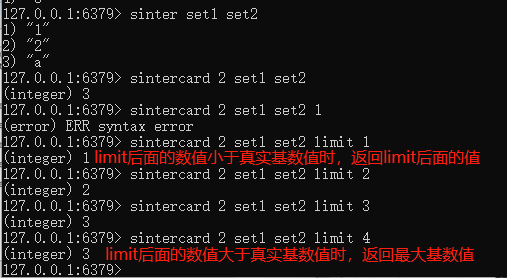 127.0.0.1:6379> sinter set1 set2
1) "1"
2) "2"
3) "a"
127.0.0.1:6379> sintercard 2 set1 set2
(integer) 3
127.0.0.1:6379> sintercard 2 set1 set2 1
(error) ERR syntax error
127.0.0.1:6379> sintercard 2 set1 set2 limit 1
(integer) 1 limit后面的数值小于真实基数值时，返回limit后面的值
127.0.0.1:6379> sintercard 2 set1 set2 limit 2
(integer) 2
127.0.0.1:6379> sintercard 2 set1 set2 limit 3
(integer) 3
127.0.0.1:6379> sintercard 2 set1 set2 limit 4
(integer) 3 limit后面的数值大于真实基数值时，返回最大基数值
127.0.0.1:6379>